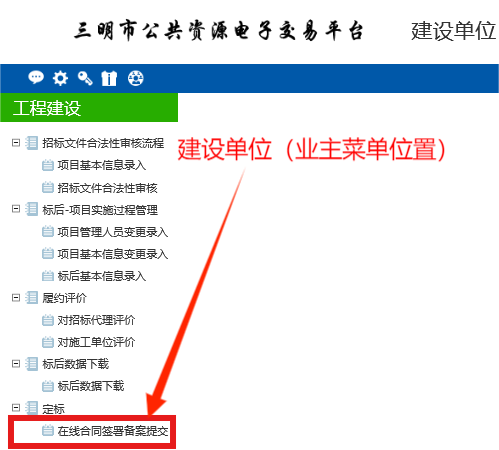 三明市公共资源电子交易平台 建设单位
工程建设
招标文件合法性审核流程
建设单位（业主菜单位置）
项目基本信息录入
招标文件合法性审核
标后-项目实施过程管理
项目管理人员变更录入
项目基本信息变更录入
标后基本信息录入
履约评价
对招标代理评价
对施工单位评价
标后数据下载
标后数据下载
定标
在线合同签署备案提交